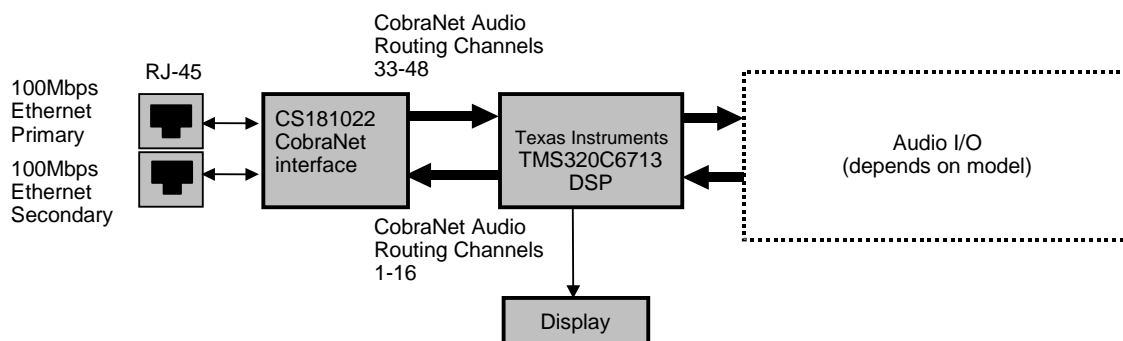 CobraNet Audio
Routing Channels
33-48
RJ-45
100Mbps
Ethernet
Primary
100Mbps
Ethernet
Secondary
CS181022
CobraNet
interface
Texas Instruments
TMS320C6713
DSP
Audio I/O
(depends on model)
CobraNet Audio
Routing Channels
1-16
Display